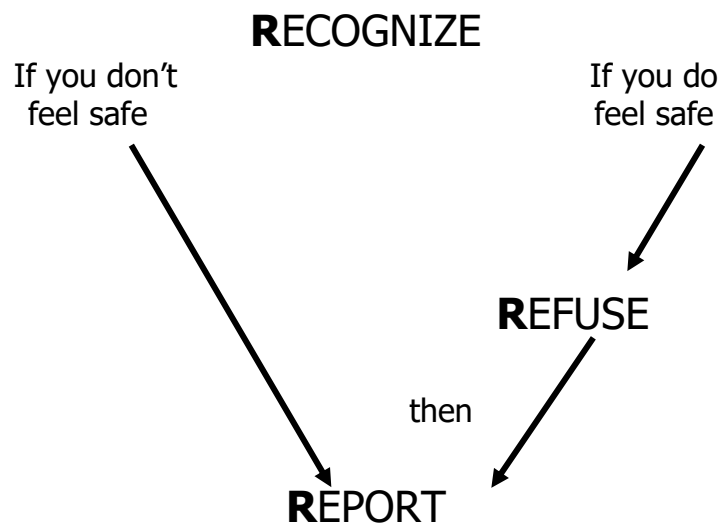 RECOGNIZE
If you don't
feel safe
If you do
feel safe
REFUSE
then
REPORT